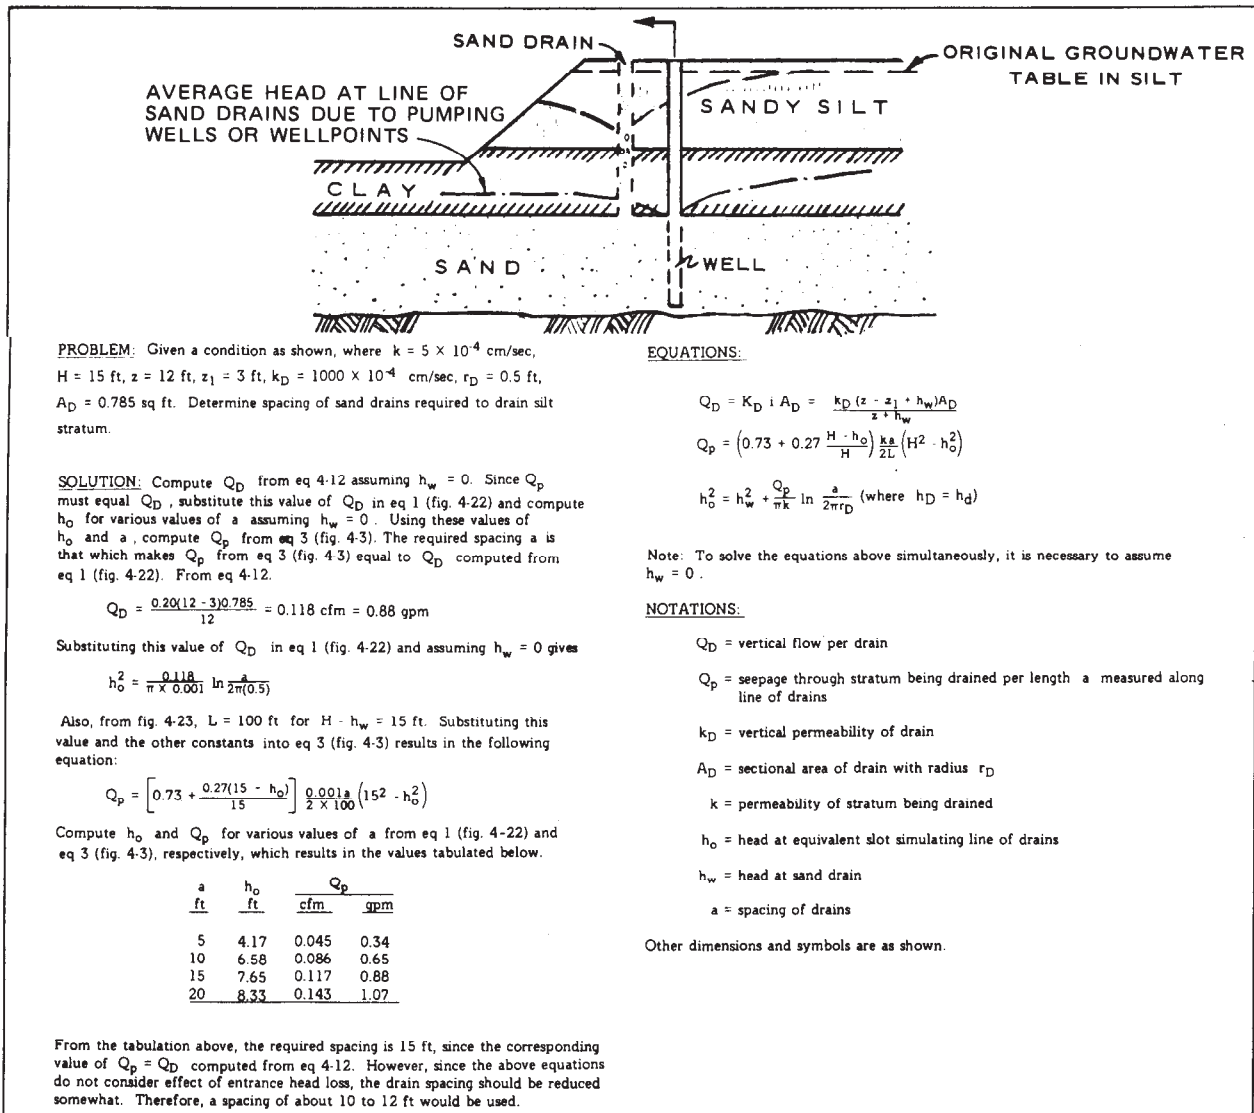 SAND DRAIN
ORIGINAL GROUNDWATER
TABLE IN SILT
AVERAGE HEAD AT LINE OF
SAND DRAINS DUE TO PUMPING
WELLS OR WELLPOINTS
SANDY SILT
CLAY
SAND
WELL
PROBLEM: Given a condition as shown, where k = 5 × 10⁻⁴ cm/sec,
H = 15 ft, z = 12 ft, z₁ = 3 ft, k_D = 1000 × 10⁻⁴ cm/sec, r_D = 0.5 ft,
A_D = 0.785 sq ft. Determine spacing of sand drains required to drain silt
stratum.
SOLUTION: Compute Q_D from eq 4-12 assuming h_w = 0. Since Q_p
must equal Q_D , substitute this value of Q_D in eq 1 (fig. 4-22) and compute
h_o for various values of a assuming h_w = 0 . Using these values of
h_o and a , compute Q_p from eq 3 (fig. 4-3). The required spacing a is
that which makes Q_p from eq 3 (fig. 4-3) equal to Q_D computed from
eq 1 (fig. 4-22). From eq 4-12.
Q_D = 0.20(12 - 3)0.785 / 12 = 0.118 cfm = 0.88 gpm
Substituting this value of Q_D in eq 1 (fig. 4-22) and assuming h_w = 0 gives
h_o² = 0.118 / π × 0.001 ln a / 2π(0.5)
Also, from fig. 4-23, L = 100 ft for H - h_w = 15 ft. Substituting this
value and the other constants into eq 3 (fig. 4-3) results in the following
equation:
Q_p = [0.73 + 0.27(15 - h_o) / 15] 0.001a / 2 × 100 (15² - h_o²)
Compute h_o and Q_p for various values of a from eq 1 (fig. 4-22) and
eq 3 (fig. 4-3), respectively, which results in the values tabulated below.
a h_o Q_p
ft ft cfm gpm
5 4.17 0.045 0.34
10 6.58 0.086 0.65
15 7.65 0.117 0.88
20 8.33 0.143 1.07
From the tabulation above, the required spacing is 15 ft, since the corresponding
value of Q_p = Q_D computed from eq 4-12. However, since the above equations
do not consider effect of entrance head loss, the drain spacing should be reduced
somewhat. Therefore, a spacing of about 10 to 12 ft would be used.
EQUATIONS:
Q_D = K_D i A_D = k_D (z - z₁ + h_w)A_D / z + h_w
Q_p = (0.73 + 0.27 H - h_o / H) ka / 2L (H² - h_o²)
h_o² = h_w² + Q_p / πk ln a / 2πr_D (where h_D = h_d)
Note: To solve the equations above simultaneously, it is necessary to assume
h_w = 0 .
NOTATIONS:
Q_D = vertical flow per drain
Q_p = seepage through stratum being drained per length a measured along
line of drains
k_D = vertical permeability of drain
A_D = sectional area of drain with radius r_D
k = permeability of stratum being drained
h_o = head at equivalent slot simulating line of drains
h_w = head at sand drain
a = spacing of drains
Other dimensions and symbols are as shown.